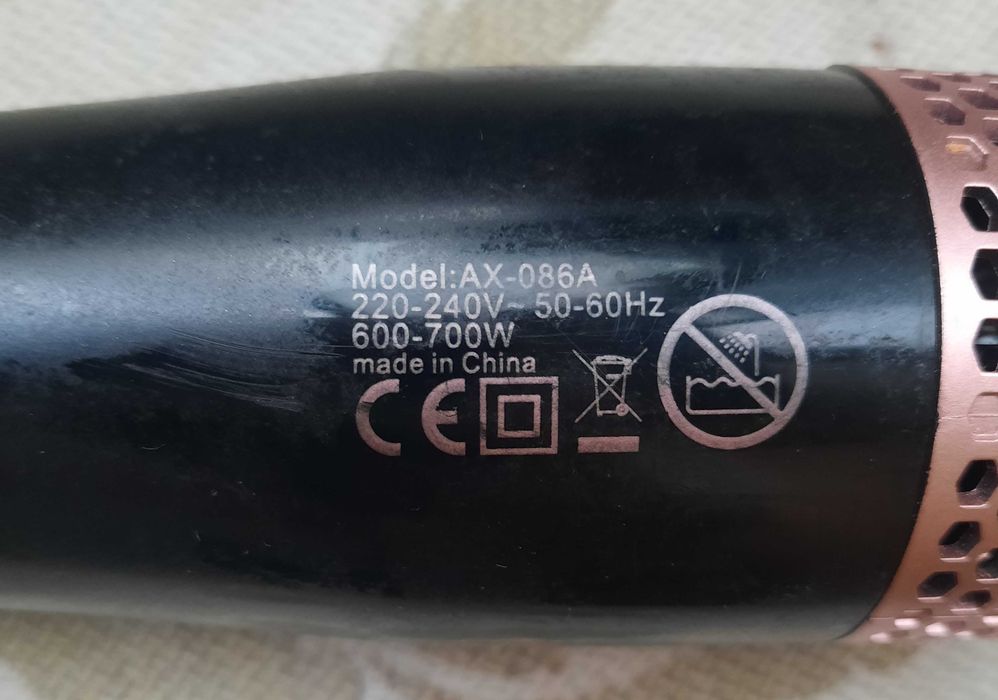 Model:AX-086A
220-240V~ 50-60Hz
600-700W
made in China
CE